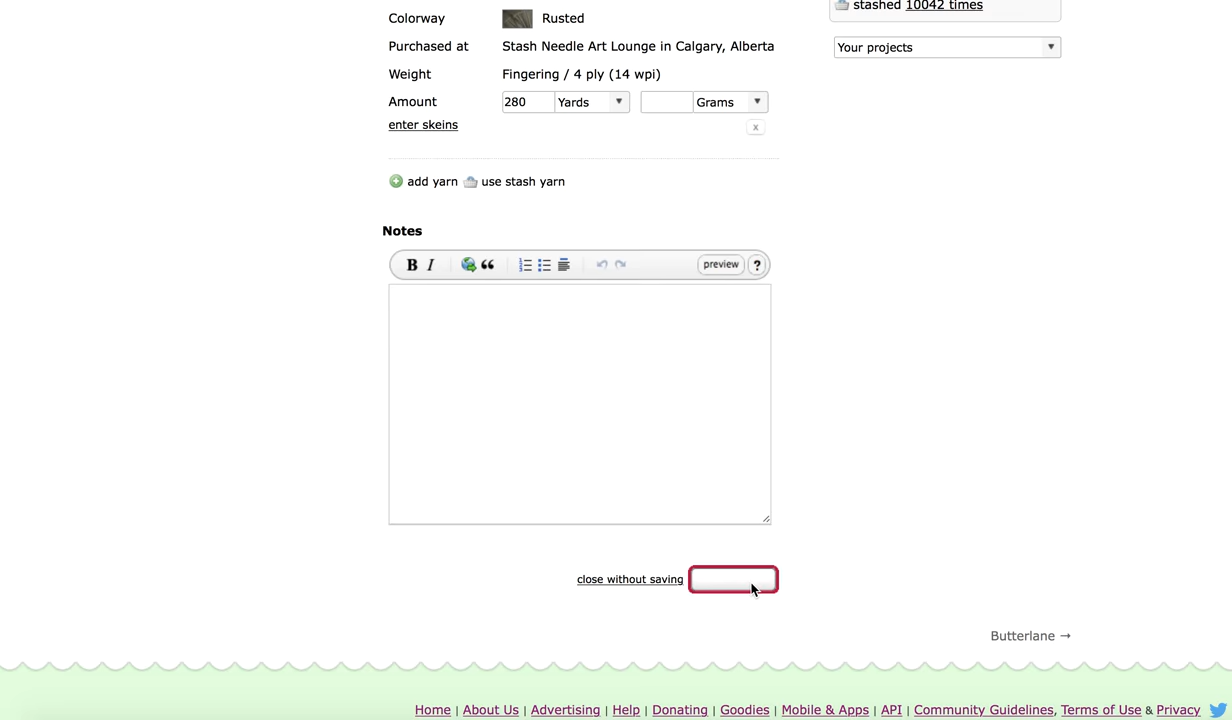 stashed 10042 times
Colorway Rusted
Your projects
Purchased at Stash Needle Art Lounge in Calgary, Alberta
Weight Fingering / 4 ply (14 wpi)
Amount 280 Yards Grams
enter skeins x
add yarn use stash yarn
Notes
B I preview ?
close without saving
Butterlane →
Home | About Us | Advertising | Help | Donating | Goodies | Mobile & Apps | API | Community Guidelines, Terms of Use & Privacy